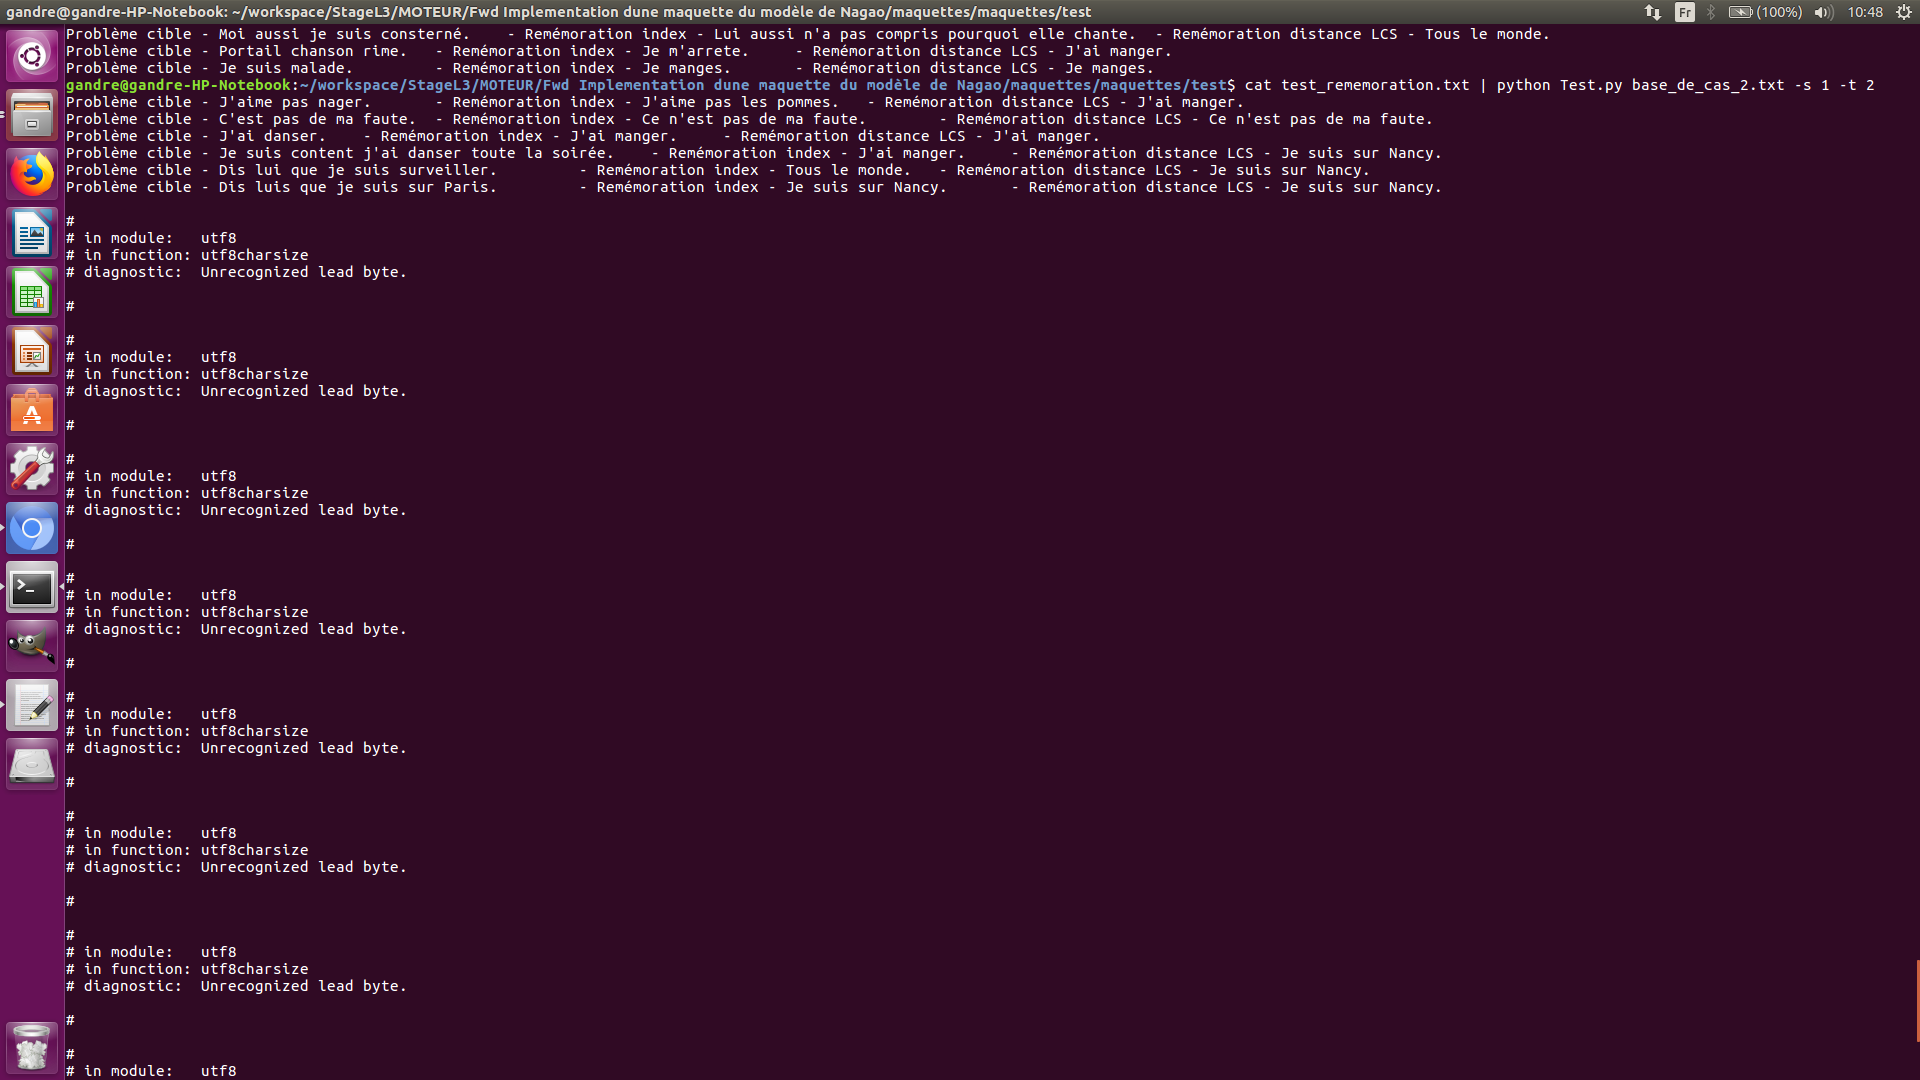 gandre@gandre-HP-Notebook: ~/workspace/StageL3/MOTEUR/Fwd Implementation dune maquette du modèle de Nagao/maquettes/maquettes/test
Fr (100%) 10:48
Problème cible - Moi aussi je suis consterné. - Remémoration index - Lui aussi n'a pas compris pourquoi elle chante. - Remémoration distance LCS - Tous le monde.
Problème cible - Portail chanson rime. - Remémoration index - Je m'arrete. - Remémoration distance LCS - J'ai manger.
Problème cible - Je suis malade. - Remémoration index - Je manges. - Remémoration distance LCS - Je manges.
gandre@gandre-HP-Notebook:~/workspace/StageL3/MOTEUR/Fwd Implementation dune maquette du modèle de Nagao/maquettes/maquettes/test$ cat test_rememoration.txt | python Test.py base_de_cas_2.txt -s 1 -t 2
Problème cible - J'aime pas nager. - Remémoration index - J'aime pas les pommes. - Remémoration distance LCS - J'ai manger.
Problème cible - C'est pas de ma faute. - Remémoration index - Ce n'est pas de ma faute. - Remémoration distance LCS - Ce n'est pas de ma faute.
Problème cible - J'ai danser. - Remémoration index - J'ai manger. - Remémoration distance LCS - J'ai manger.
Problème cible - Je suis content j'ai danser toute la soirée. - Remémoration index - J'ai manger. - Remémoration distance LCS - Je suis sur Nancy.
Problème cible - Dis lui que je suis surveiller. - Remémoration index - Tous le monde. - Remémoration distance LCS - Je suis sur Nancy.
Problème cible - Dis luis que je suis sur Paris. - Remémoration index - Je suis sur Nancy. - Remémoration distance LCS - Je suis sur Nancy.
#
# in module: utf8
# in function: utf8charsize
# diagnostic: Unrecognized lead byte.
#
#
# in module: utf8
# in function: utf8charsize
# diagnostic: Unrecognized lead byte.
#
#
# in module: utf8
# in function: utf8charsize
# diagnostic: Unrecognized lead byte.
#
#
# in module: utf8
# in function: utf8charsize
# diagnostic: Unrecognized lead byte.
#
#
# in module: utf8
# in function: utf8charsize
# diagnostic: Unrecognized lead byte.
#
#
# in module: utf8
# in function: utf8charsize
# diagnostic: Unrecognized lead byte.
#
#
# in module: utf8
# in function: utf8charsize
# diagnostic: Unrecognized lead byte.
#
#
# in module: utf8